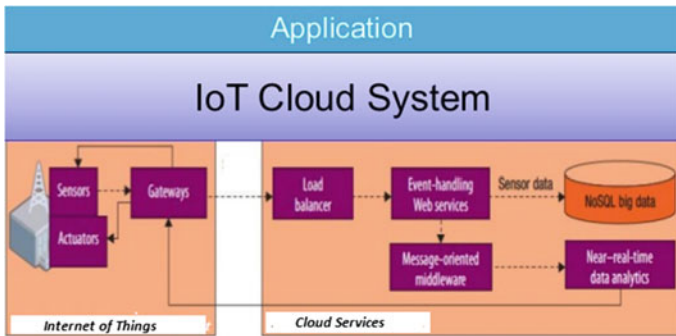 Application
IoT Cloud System
Sensors
Gateways
Actuators
Load
balancer
Event-handling
Web services
Sensor data
NoSQL big data
Message-oriented
middleware
Near–real-time
data analytics
Internet of Things
Cloud Services